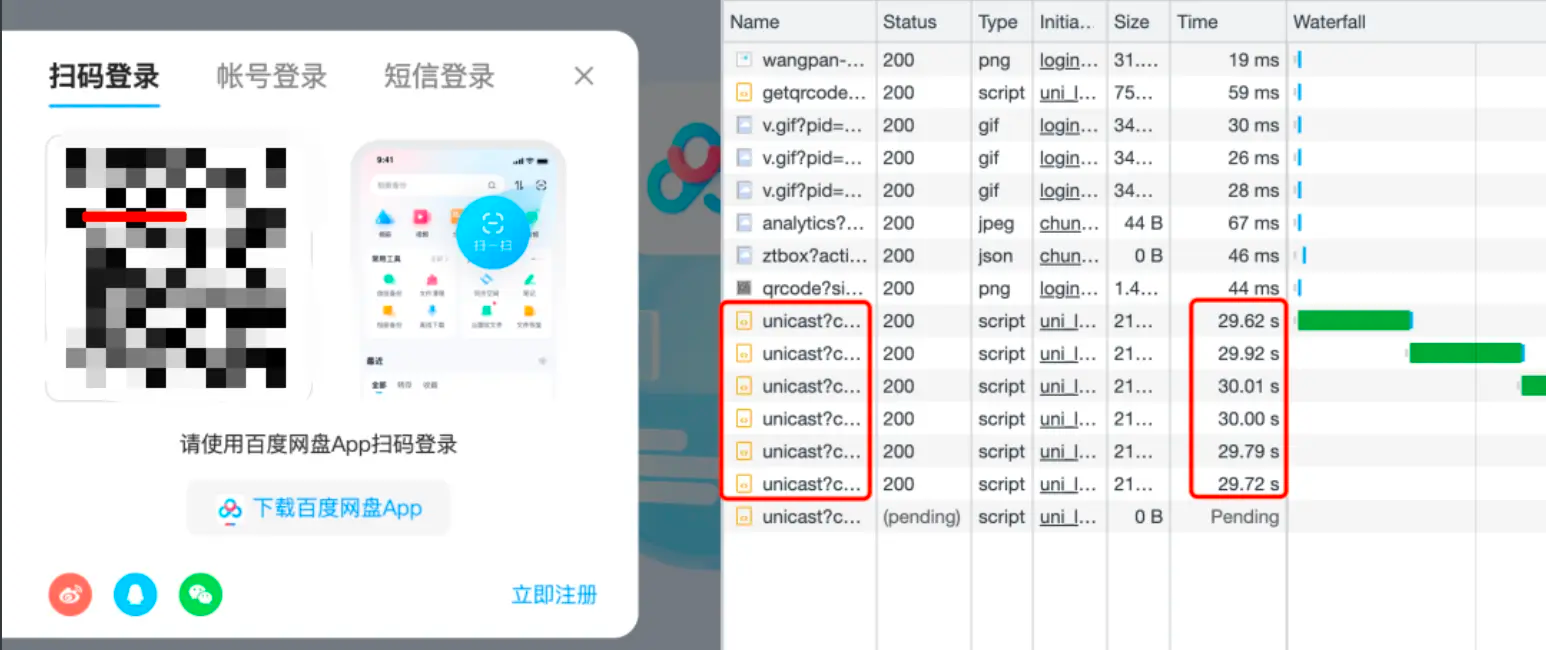 扫码登录 帐号登录 短信登录
9:41
扫一扫
常用工具
最近
全部
请使用百度网盘App扫码登录
下载百度网盘App
立即注册
Name Status Type Initia... Size Time Waterfall
wangpan-... 200 png login... 31.... 19 ms
getqrcode... 200 script uni_l... 75... 59 ms
v.gif?pid=... 200 gif login... 34... 30 ms
v.gif?pid=... 200 gif login... 34... 26 ms
v.gif?pid=... 200 gif login... 34... 28 ms
analytics?... 200 jpeg chun... 44 B 67 ms
ztbox?acti... 200 json chun... 0 B 46 ms
qrcode?si... 200 png login... 1.4... 44 ms
unicast?c... 200 script uni_l... 21... 29.62 s
unicast?c... 200 script uni_l... 21... 29.92 s
unicast?c... 200 script uni_l... 21... 30.01 s
unicast?c... 200 script uni_l... 21... 30.00 s
unicast?c... 200 script uni_l... 21... 29.79 s
unicast?c... 200 script uni_l... 21... 29.72 s
unicast?c... (pending) script uni_l... 0 B Pending